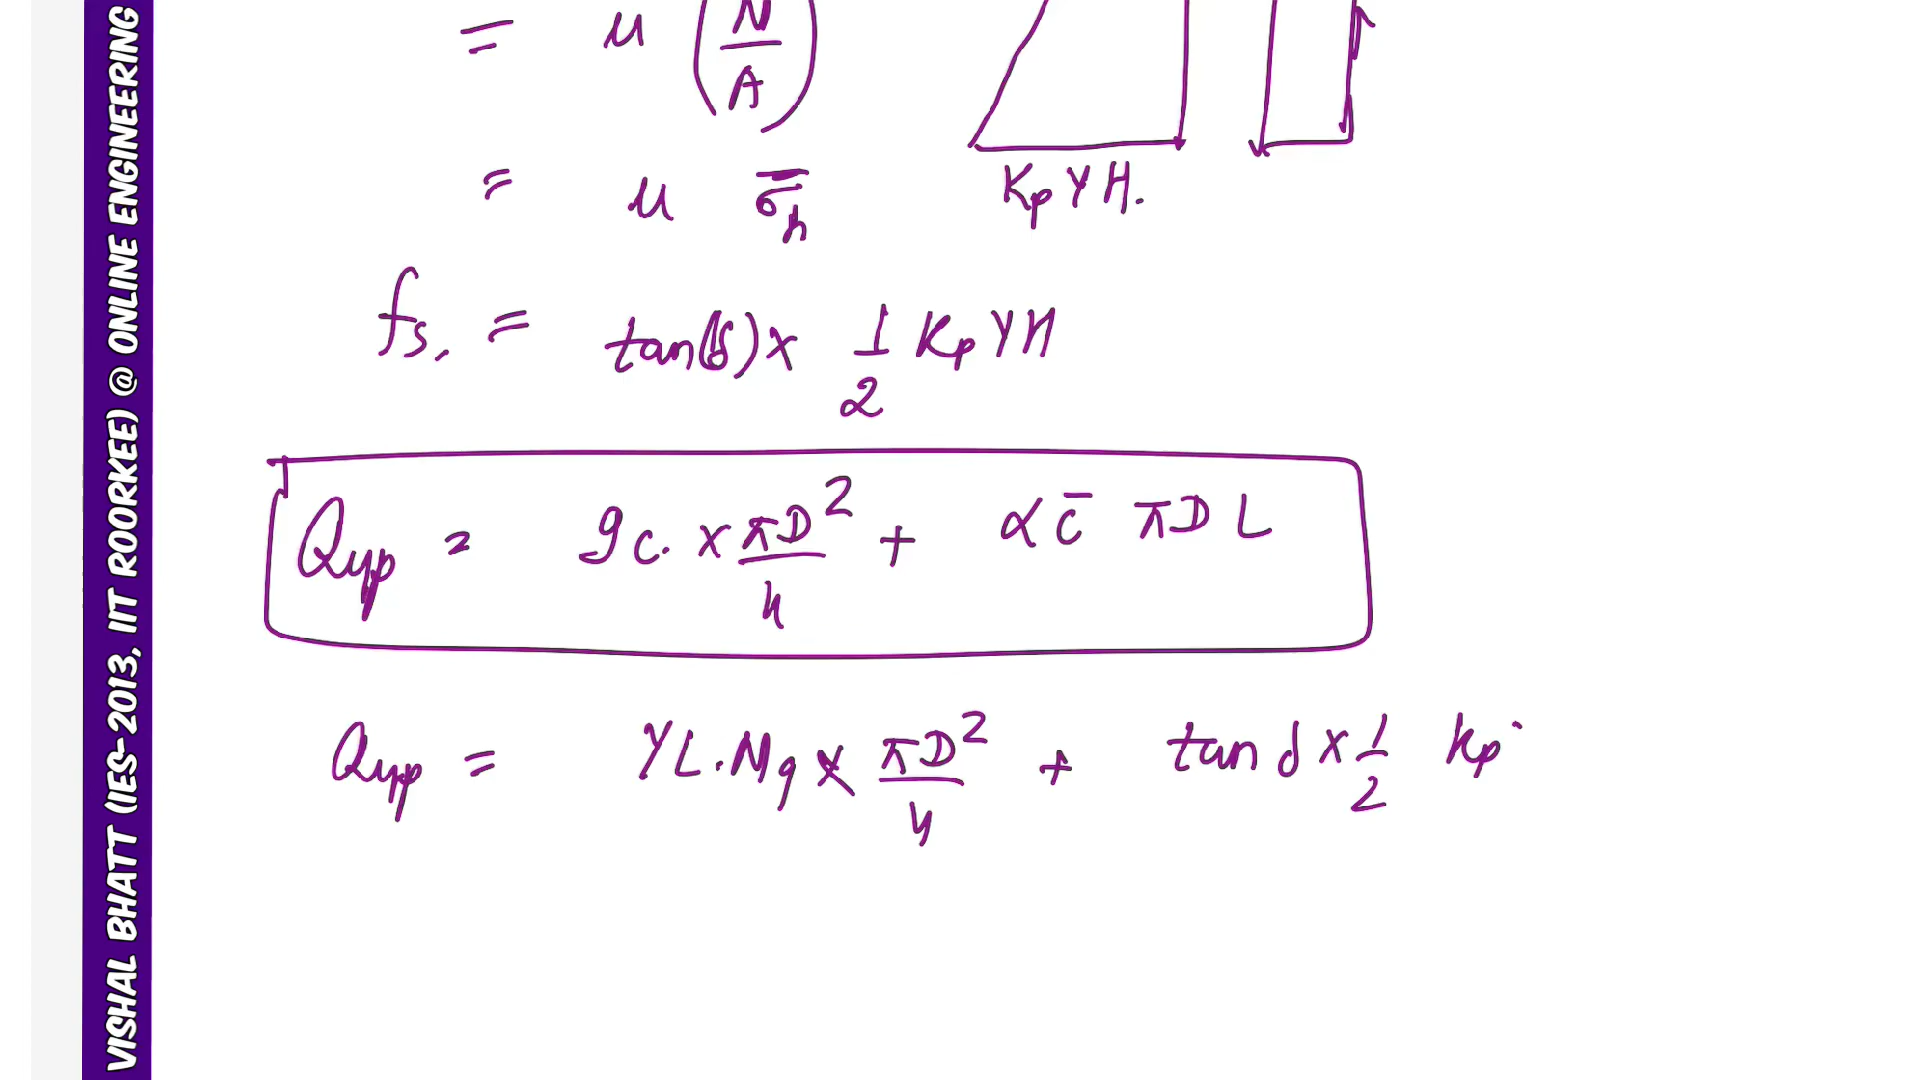 VISHAL BHATT (IES-2013, IIT ROORKEE) @ ONLINE ENGINEERING
= μ (N/A)
= μ σ̄h KpγH.
fs, = tan(δ) × 1/2 KpγH
Qup = 9c. × πD²/4 + αc̄ πDL
Qup = γL.Nq × πD²/4 + tan δ × 1/2 Kp